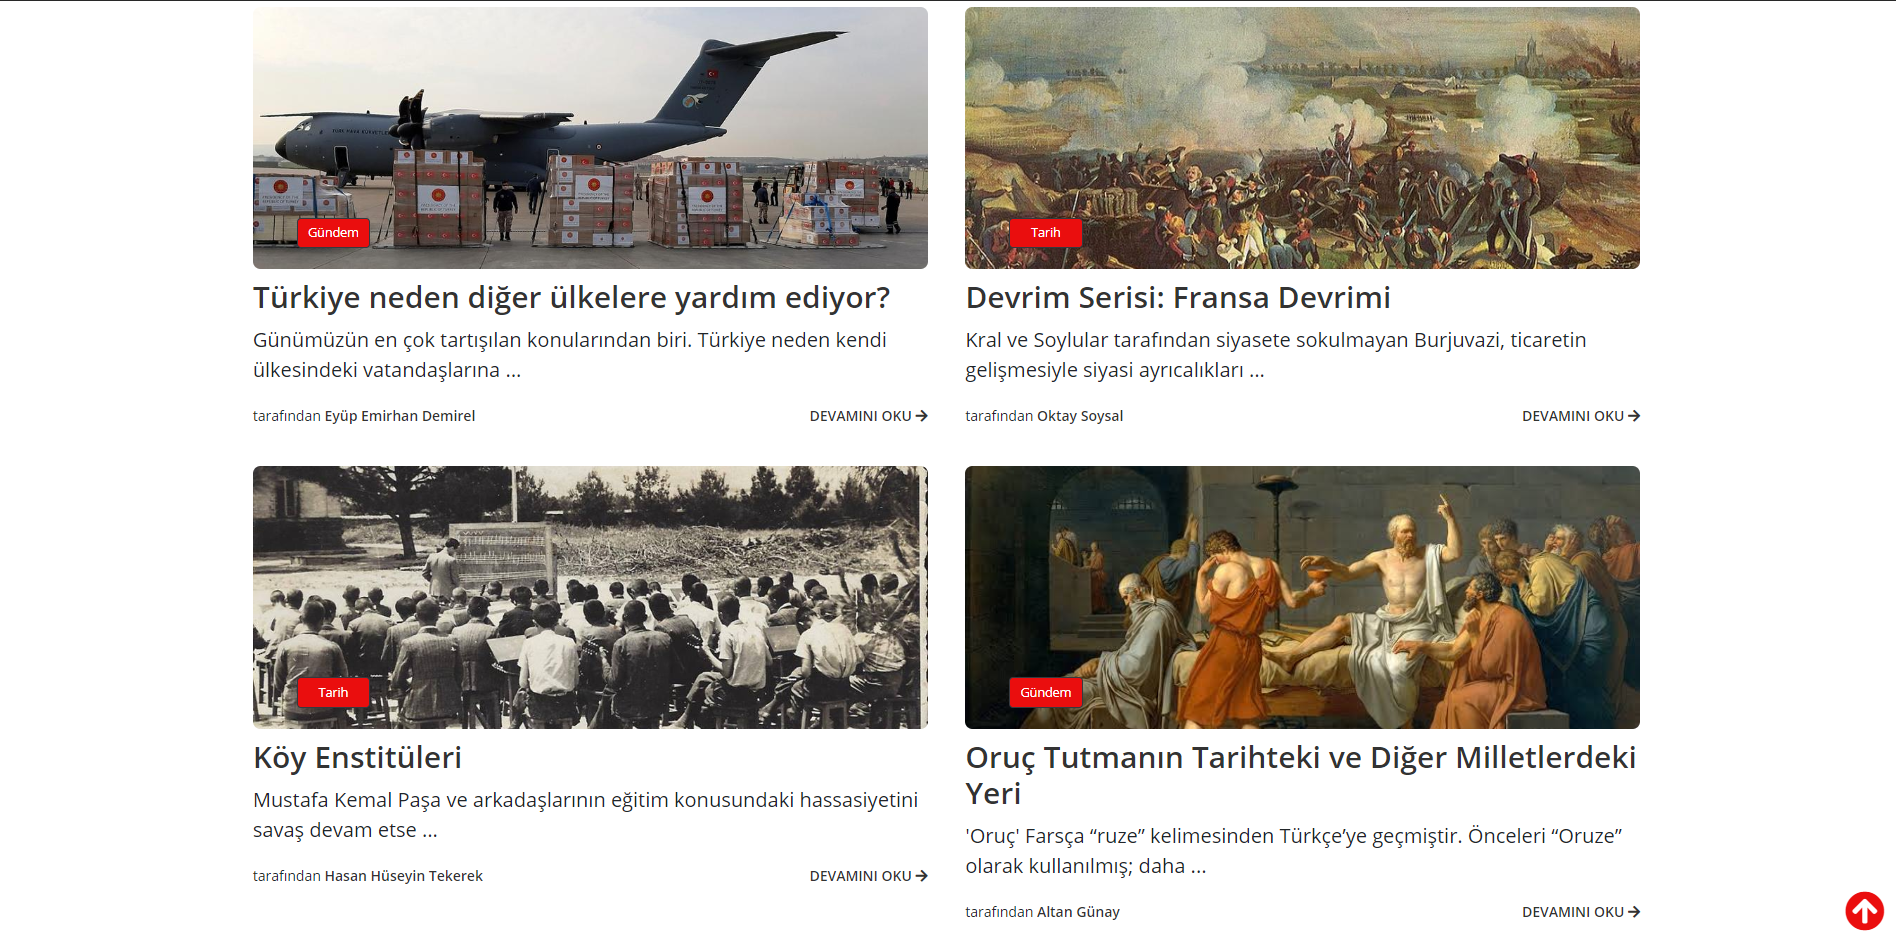 Gündem
Türkiye neden diğer ülkelere yardım ediyor?
Günümüzün en çok tartışılan konularından biri. Türkiye neden kendi
ülkesindeki vatandaşlarına ...
tarafından Eyüp Emirhan Demirel
DEVAMINI OKU
Tarih
Devrim Serisi: Fransa Devrimi
Kral ve Soylular tarafından siyasete sokulmayan Burjuvazi, ticaretin
gelişmesiyle siyasi ayrıcalıkları ...
tarafından Oktay Soysal
DEVAMINI OKU
Tarih
Köy Enstitüleri
Mustafa Kemal Paşa ve arkadaşlarının eğitim konusundaki hassasiyetini
savaş devam etse ...
tarafından Hasan Hüseyin Tekerek
DEVAMINI OKU
Gündem
Oruç Tutmanın Tarihteki ve Diğer Milletlerdeki
Yeri
'Oruç' Farsça “ruze” kelimesinden Türkçe’ye geçmiştir. Önceleri “Oruze”
olarak kullanılmış; daha ...
tarafından Altan Günay
DEVAMINI OKU